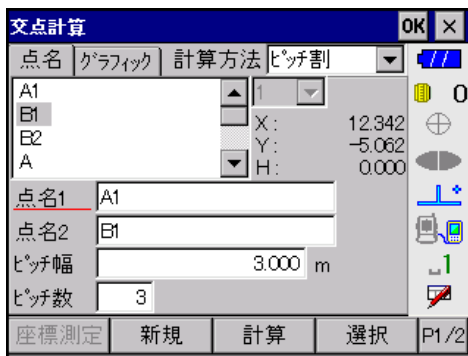 交点計算 OK ×
点名 ｸﾞﾗﾌｨｯｸ 計算方法 ﾋﾟｯﾁ割
A1 1
B1 X: 12.342
B2 Y: -5.062
A H: 0.000
0
点名1 A1
点名2 B1
ﾋﾟｯﾁ幅 3.000 m
ﾋﾟｯﾁ数 3
1
座標測定 新規 計算 選択 P1/2